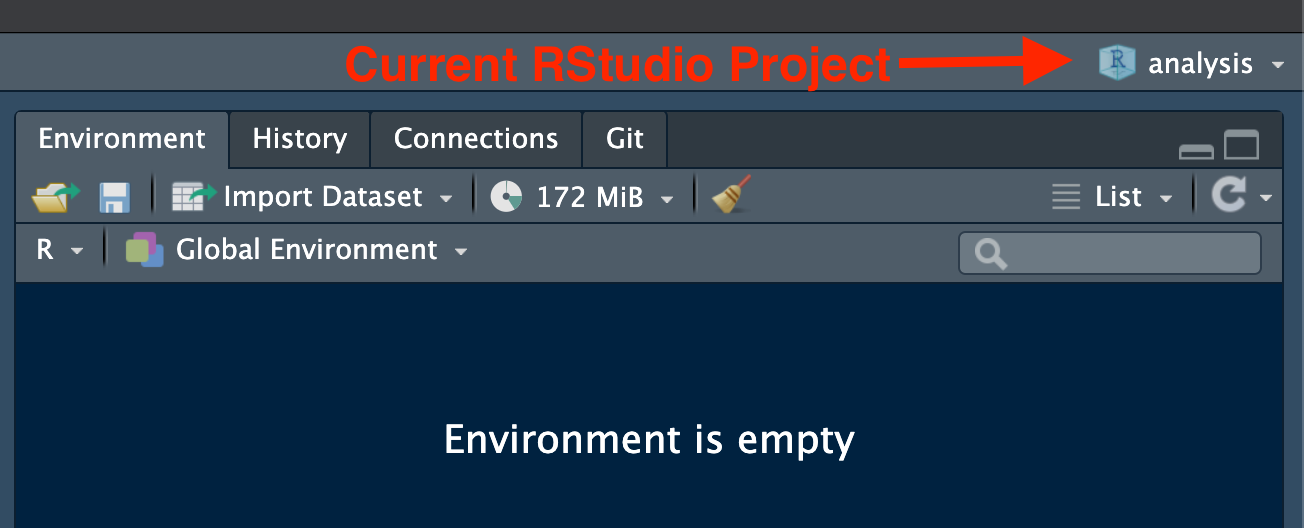 Current RStudio Project R analysis
Environment History Connections Git
Import Dataset 172 MiB List
R Global Environment
Environment is empty